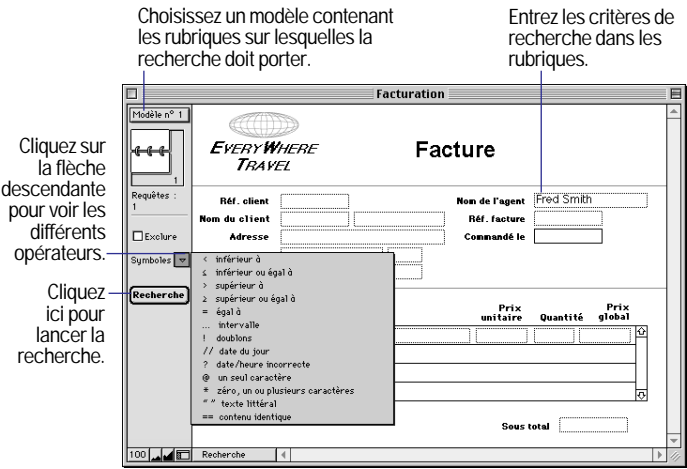 Choisissez un modèle contenant
les rubriques sur lesquelles la
recherche doit porter.
Entrez les critères de
recherche dans les
rubriques.
Cliquez sur
la flèche
descendante
pour voir les
différents
opérateurs.
Cliquez
ici pour
lancer la
recherche.
Facturation
Modèle n° 1
1
Requêtes :
1
Exclure
Symboles
Recherche
EVERYWHERE
TRAVEL
Facture
Réf. client
Nom du client
Adresse
Nom de l'agent Fred Smith
Réf. facture
Commandé le
< inférieur à
≤ inférieur ou égal à
> supérieur à
≥ supérieur ou égal à
= égal à
... intervalle
! doublons
// date du jour
? date/heure incorrecte
@ un seul caractère
* zéro, un ou plusieurs caractères
" " texte littéral
== contenu identique
Prix
unitaire
Quantité
Prix
global
Sous total
100
Recherche